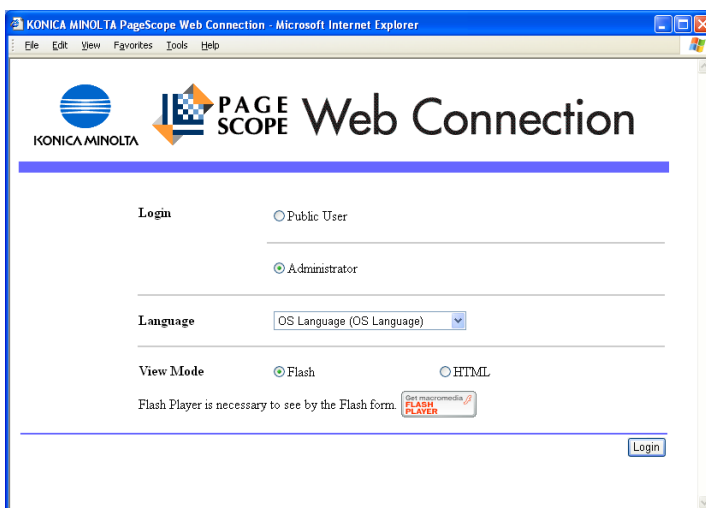 KONICA MINOLTA PageScope Web Connection - Microsoft Internet Explorer
File Edit View Favorites Tools Help
KONICA MINOLTA
PAGE SCOPE Web Connection
Login
Public User
Administrator
Language
OS Language (OS Language)
View Mode
Flash
HTML
Flash Player is necessary to see by the Flash form.
Get macromedia
FLASH
PLAYER
Login